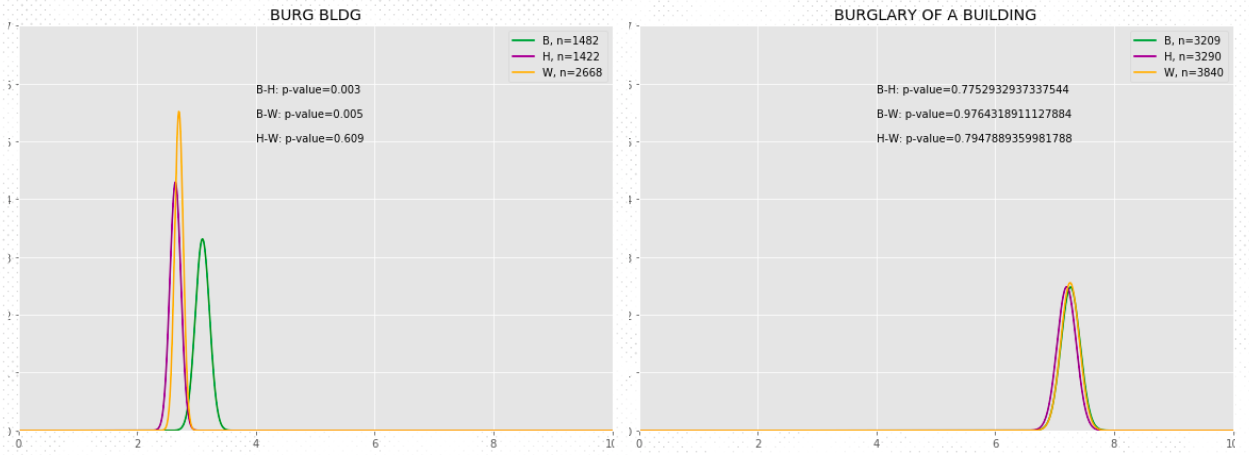 BURG BLDG
B, n=1482
H, n=1422
W, n=2668
B-H: p-value=0.003
B-W: p-value=0.005
H-W: p-value=0.609
0
2
4
6
8
10
BURGLARY OF A BUILDING
B, n=3209
H, n=3290
W, n=3840
B-H: p-value=0.7752932937337544
B-W: p-value=0.9764318911127884
H-W: p-value=0.7947889359981788
0
2
4
6
8
10